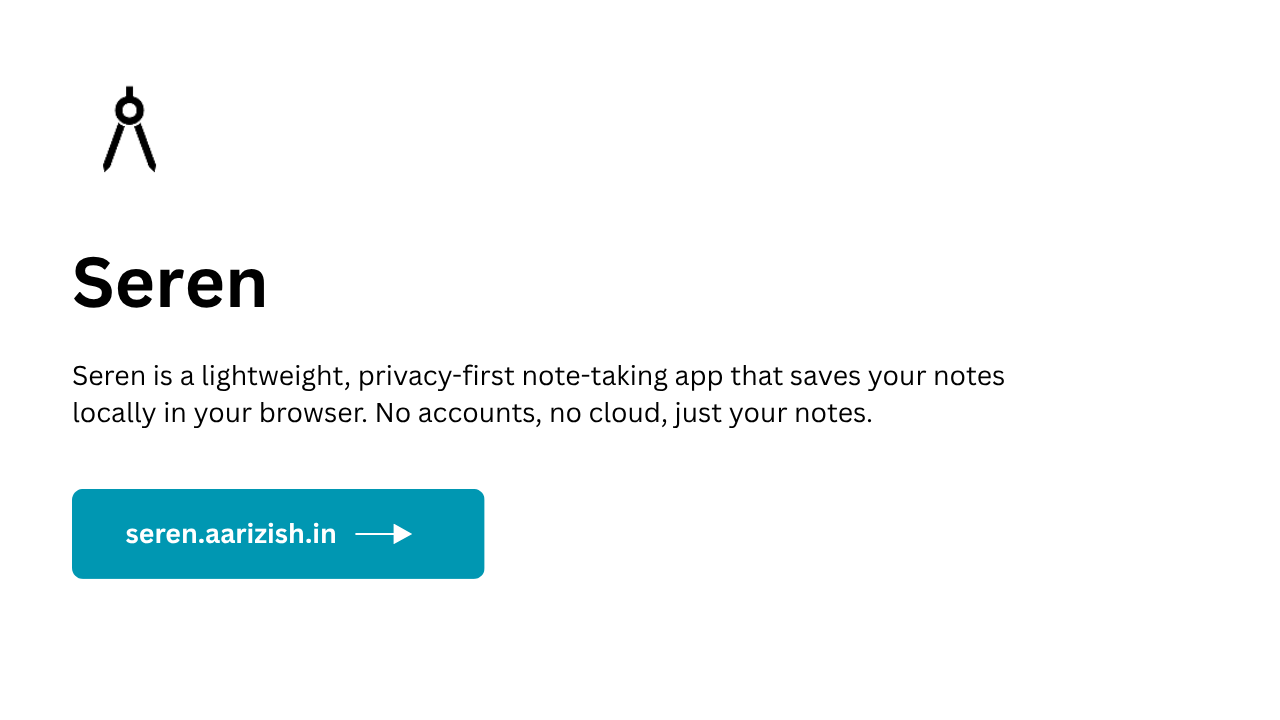 Seren
Seren is a lightweight, privacy-first note-taking app that saves your notes
locally in your browser. No accounts, no cloud, just your notes.
seren.aarizish.in